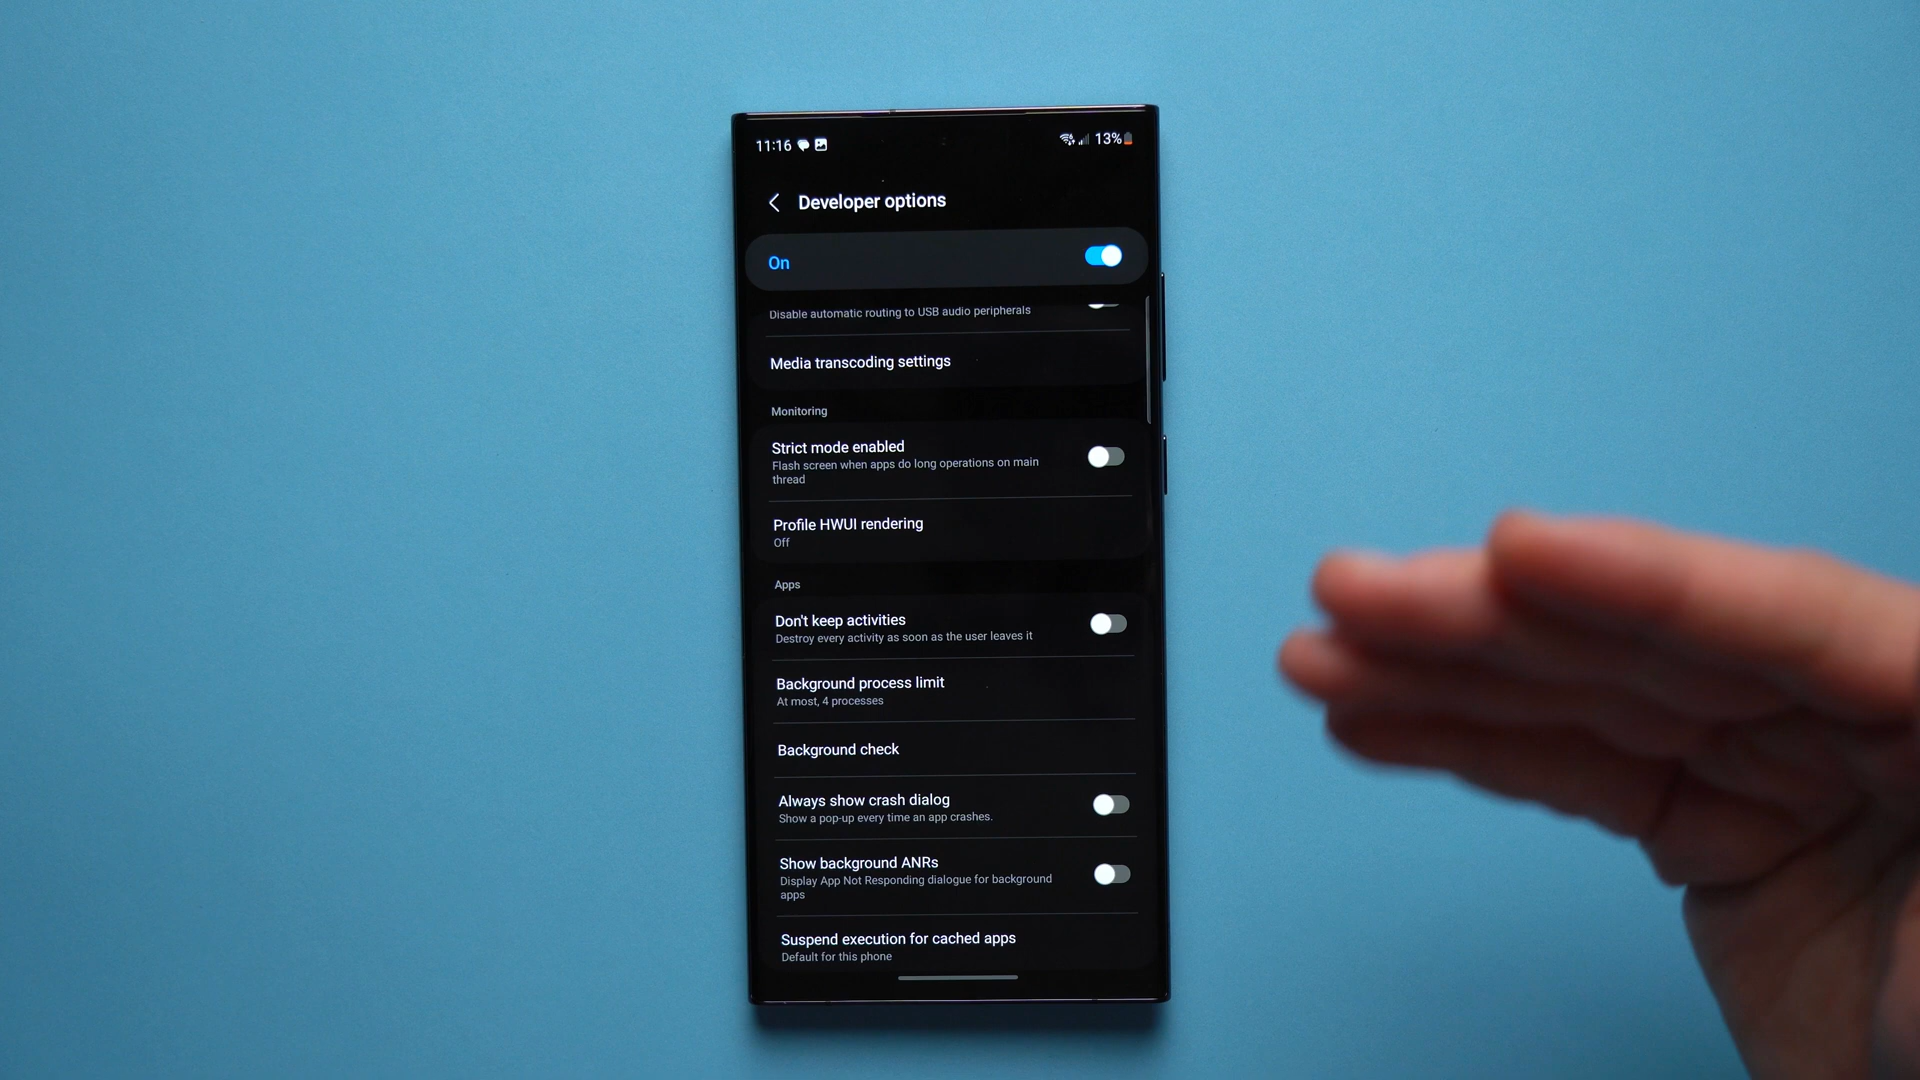 11:16
13%
Developer options
On
Disable automatic routing to USB audio peripherals
Media transcoding settings
Monitoring
Strict mode enabled
Flash screen when apps do long operations on main
thread
Profile HWUI rendering
Off
Apps
Don't keep activities
Destroy every activity as soon as the user leaves it
Background process limit
At most, 4 processes
Background check
Always show crash dialog
Show a pop-up every time an app crashes.
Show background ANRs
Display App Not Responding dialogue for background
apps
Suspend execution for cached apps
Default for this phone